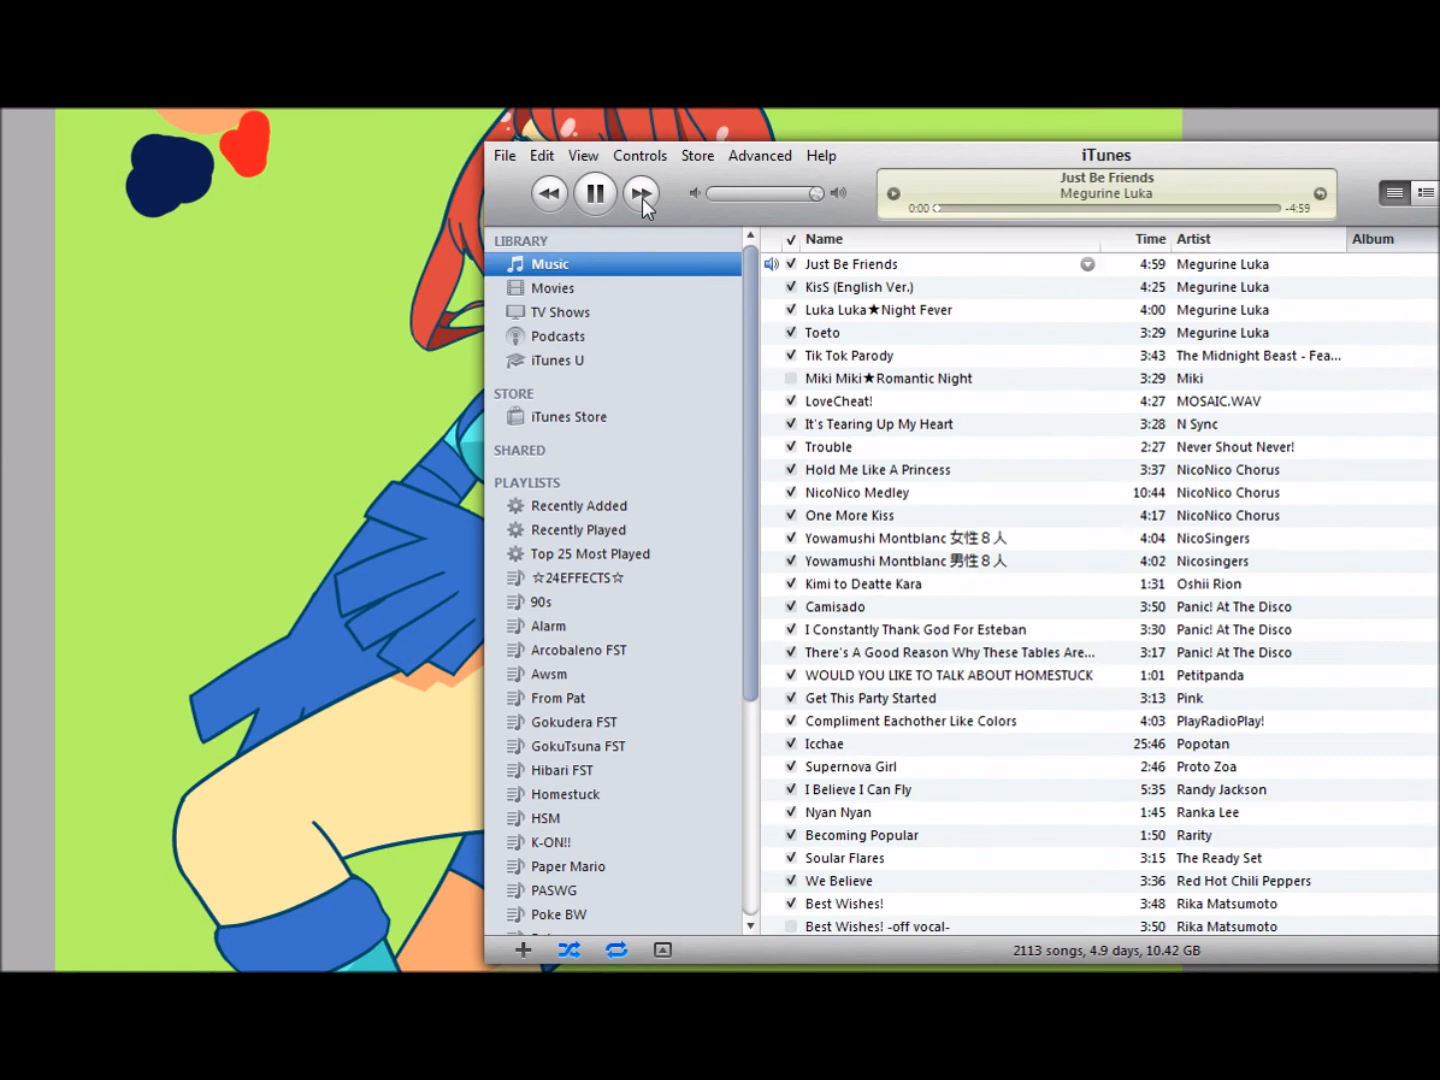 File Edit View Controls Store Advanced Help
iTunes
Just Be Friends
Megurine Luka
0:00 -4:59
LIBRARY
Music
Movies
TV Shows
Podcasts
iTunes U
STORE
iTunes Store
SHARED
PLAYLISTS
Recently Added
Recently Played
Top 25 Most Played
☆24EFFECTS☆
90s
Alarm
Arcobaleno FST
Awsm
From Pat
Gokudera FST
GokuTsuna FST
Hibari FST
Homestuck
HSM
K-ON!!
Paper Mario
PASWG
Poke BW
Name Time Artist Album
Just Be Friends 4:59 Megurine Luka
KisS (English Ver.) 4:25 Megurine Luka
Luka Luka★Night Fever 4:00 Megurine Luka
Toeto 3:29 Megurine Luka
Tik Tok Parody 3:43 The Midnight Beast - Fea...
Miki Miki★Romantic Night 3:29 Miki
LoveCheat! 4:27 MOSAIC.WAV
It's Tearing Up My Heart 3:28 N Sync
Trouble 2:27 Never Shout Never!
Hold Me Like A Princess 3:37 NicoNico Chorus
NicoNico Medley 10:44 NicoNico Chorus
One More Kiss 4:17 NicoNico Chorus
Yowamushi Montblanc 女性８人 4:04 NicoSingers
Yowamushi Montblanc 男性８人 4:02 Nicosingers
Kimi to Deatte Kara 1:31 Oshii Rion
Camisado 3:50 Panic! At The Disco
I Constantly Thank God For Esteban 3:30 Panic! At The Disco
There's A Good Reason Why These Tables Are... 3:17 Panic! At The Disco
WOULD YOU LIKE TO TALK ABOUT HOMESTUCK 1:01 Petitpanda
Get This Party Started 3:13 Pink
Compliment Eachother Like Colors 4:03 PlayRadioPlay!
Icchae 25:46 Popotan
Supernova Girl 2:46 Proto Zoa
I Believe I Can Fly 5:35 Randy Jackson
Nyan Nyan 1:45 Ranka Lee
Becoming Popular 1:50 Rarity
Soular Flares 3:15 The Ready Set
We Believe 3:36 Red Hot Chili Peppers
Best Wishes! 3:48 Rika Matsumoto
Best Wishes! -off vocal- 3:50 Rika Matsumoto
2113 songs, 4.9 days, 10.42 GB